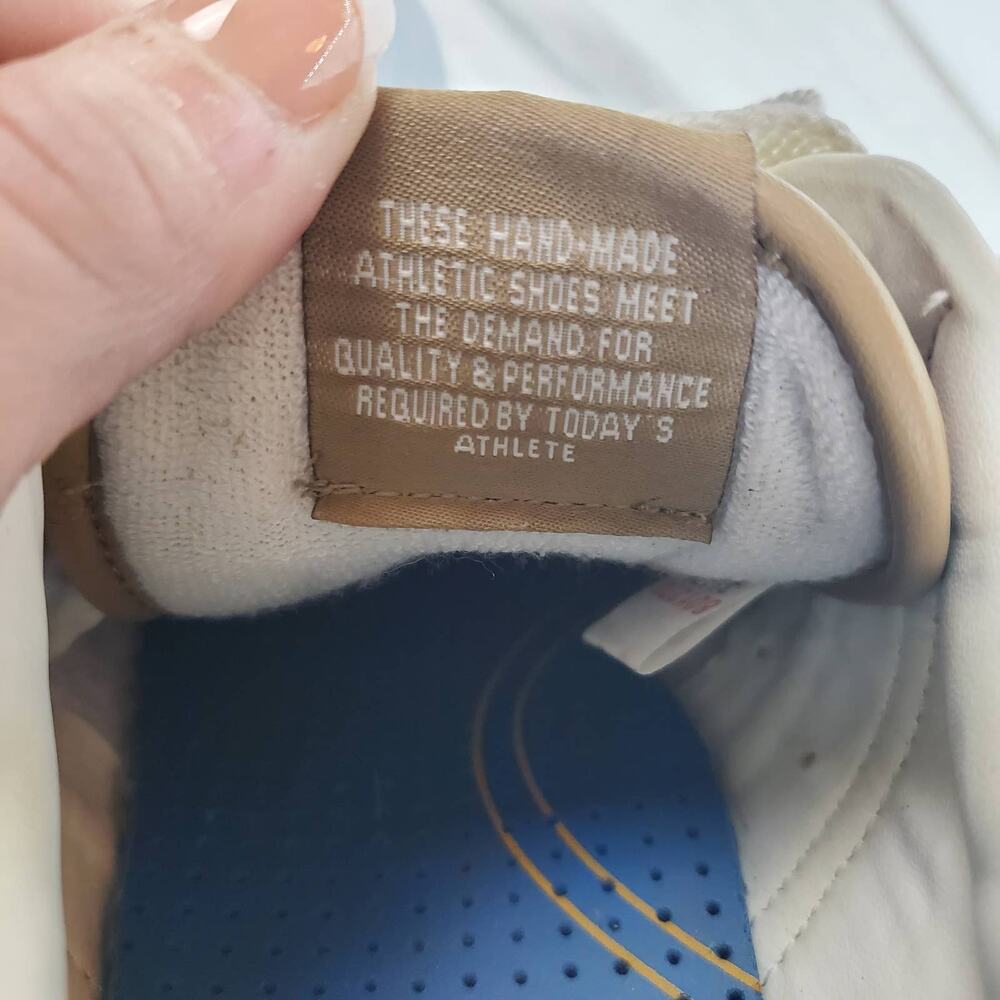 THESE HAND-MADE
ATHLETIC SHOES MEET
THE DEMAND FOR
QUALITY & PERFORMANCE
REQUIRED BY TODAY'S
ATHLETE